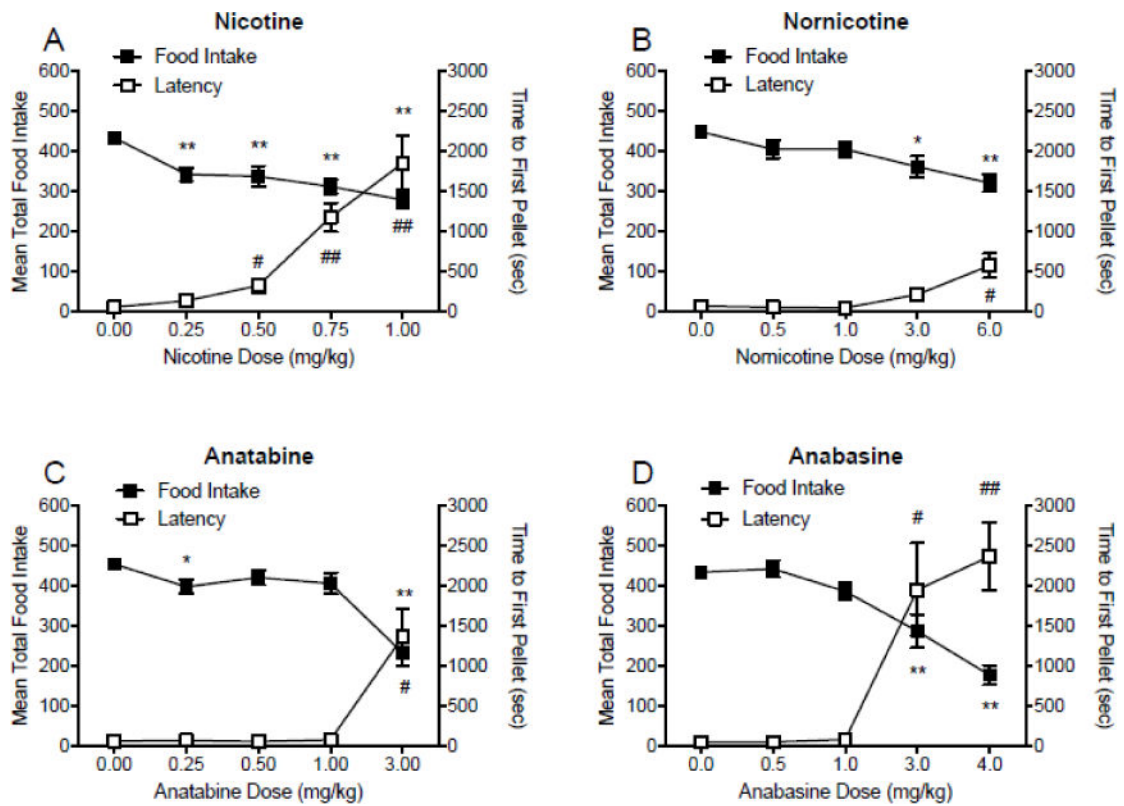 A
Nicotine
Food Intake
Latency
Mean Total Food Intake
600
500
400
300
200
100
0
3000
2500
2000
1500
1000
500
0
Time to First Pellet (sec)
** ** ** **
# ## ##
0.00 0.25 0.50 0.75 1.00
Nicotine Dose (mg/kg)
B
Nornicotine
Food Intake
Latency
Mean Total Food Intake
600
500
400
300
200
100
0
3000
2500
2000
1500
1000
500
0
Time to First Pellet (sec)
* **
#
0.0 0.5 1.0 3.0 6.0
Nornicotine Dose (mg/kg)
C
Anatabine
Food Intake
Latency
Mean Total Food Intake
600
500
400
300
200
100
0
3000
2500
2000
1500
1000
500
0
Time to First Pellet (sec)
* **
#
0.00 0.25 0.50 1.00 3.00
Anatabine Dose (mg/kg)
D
Anabasine
Food Intake
Latency
Mean Total Food Intake
600
500
400
300
200
100
0
3000
2500
2000
1500
1000
500
0
Time to First Pellet (sec)
# ##
** **
0.0 0.5 1.0 3.0 4.0
Anabasine Dose (mg/kg)